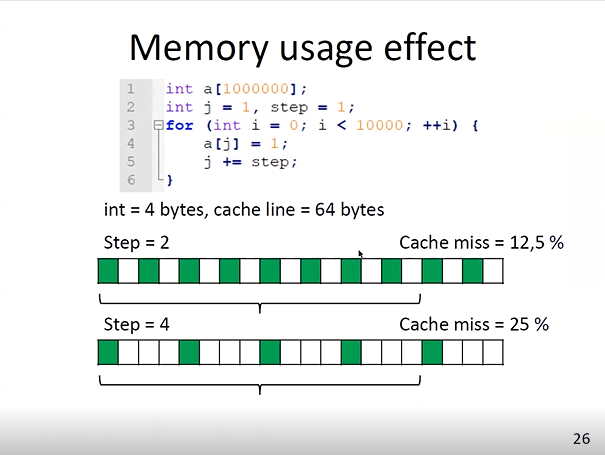 Memory usage effect
1 int a[1000000];
2 int j = 1, step = 1;
3 for (int i = 0; i < 10000; ++i) {
4 a[j] = 1;
5 j += step;
6 }
int = 4 bytes, cache line = 64 bytes
Step = 2 Cache miss = 12,5 %
Step = 4 Cache miss = 25 %
26